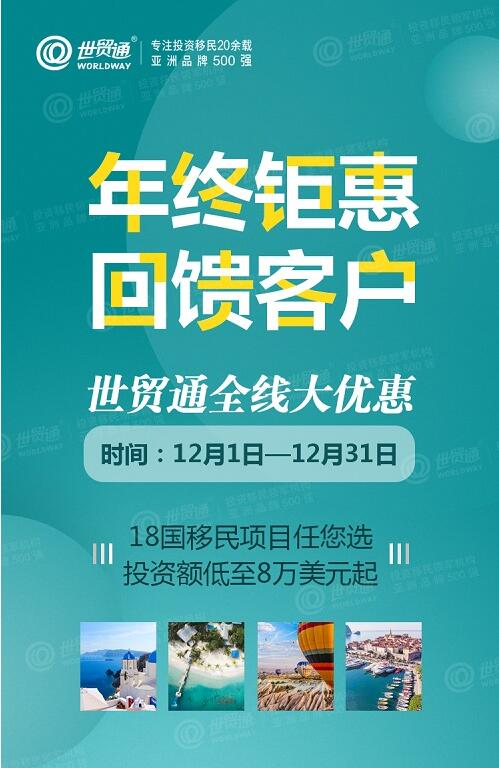 世贸通®
WORLDWAY
专注投资移民20余载
亚洲品牌500强
年终钜惠
回馈客户
世贸通全线大优惠
时间：12月1日—12月31日
18国移民项目任您选
投资额低至8万美元起